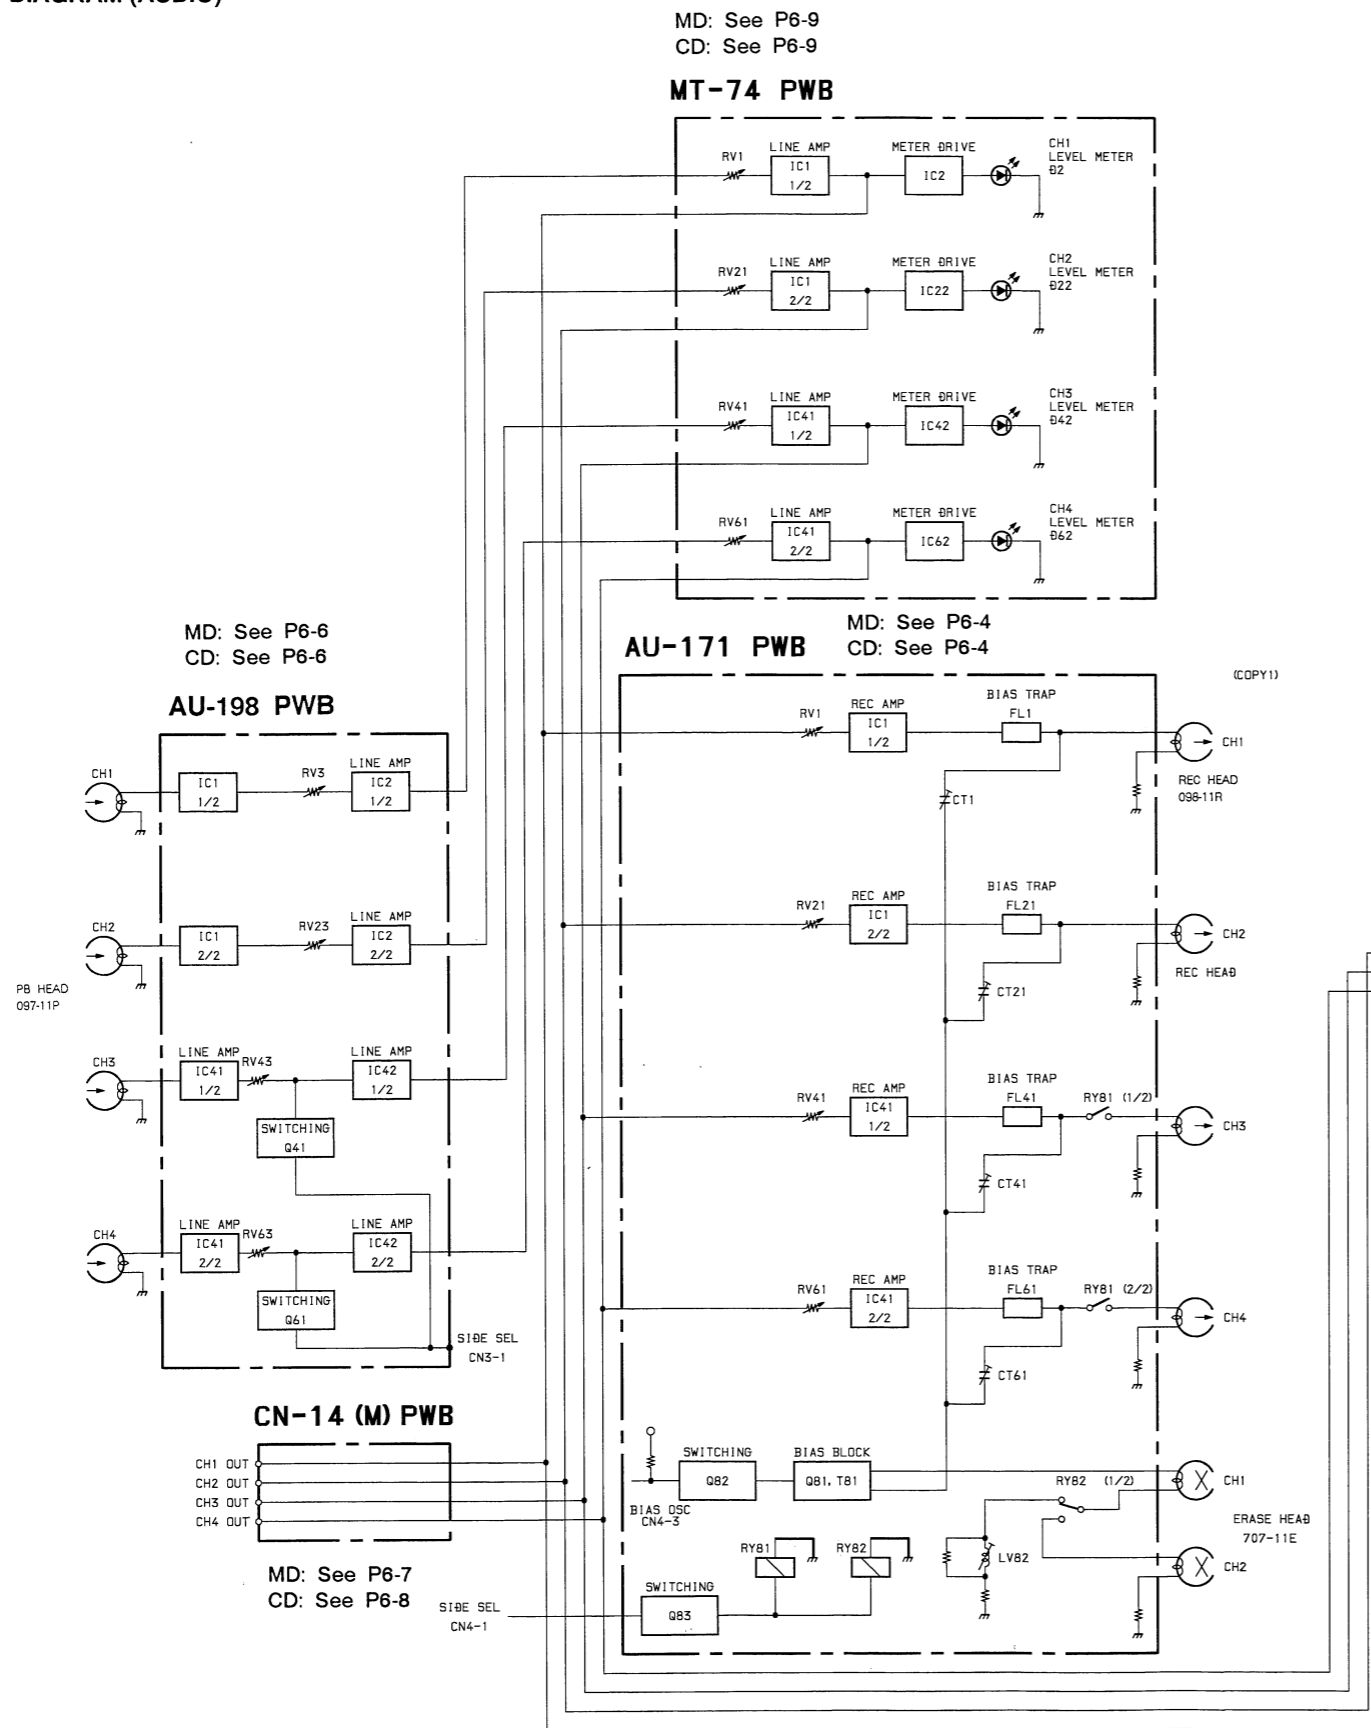 DIAGRAM (AUDIO)
MD: See P6-9
CD: See P6-9
MT-74 PWB
RV1
LINE AMP
IC1
1/2
METER DRIVE
IC2
CH1
LEVEL METER
D2
RV21
LINE AMP
IC1
2/2
METER DRIVE
IC22
CH2
LEVEL METER
D22
RV41
LINE AMP
IC41
1/2
METER DRIVE
IC42
CH3
LEVEL METER
D42
RV61
LINE AMP
IC41
2/2
METER DRIVE
IC62
CH4
LEVEL METER
D62
MD: See P6-6
CD: See P6-6
AU-198 PWB
CH1
IC1
1/2
RV3
LINE AMP
IC2
1/2
CH2
IC1
2/2
RV23
LINE AMP
IC2
2/2
PB HEAD
097-11P
CH3
LINE AMP
IC41
1/2
RV43
LINE AMP
IC42
1/2
SWITCHING
Q41
CH4
LINE AMP
IC41
2/2
RV63
LINE AMP
IC42
2/2
SWITCHING
Q61
SIDE SEL
CN3-1
CN-14 (M) PWB
CH1 OUT
CH2 OUT
CH3 OUT
CH4 OUT
MD: See P6-7
CD: See P6-8
MD: See P6-4
CD: See P6-4
AU-171 PWB
(COPY1)
RV1
REC AMP
IC1
1/2
BIAS TRAP
FL1
CT1
CH1
REC HEAD
098-11R
RV21
REC AMP
IC1
2/2
BIAS TRAP
FL21
CT21
CH2
REC HEAD
RV41
REC AMP
IC41
1/2
BIAS TRAP
FL41
RY81 (1/2)
CT41
CH3
RV61
REC AMP
IC41
2/2
BIAS TRAP
FL61
RY81 (2/2)
CT61
CH4
BIAS OSC
CN4-3
SWITCHING
Q82
BIAS BLOCK
Q81, T81
RY82 (1/2)
CH1
ERASE HEAD
707-11E
CH2
LV82
RY81
RY82
SIDE SEL
CN4-1
SWITCHING
Q83